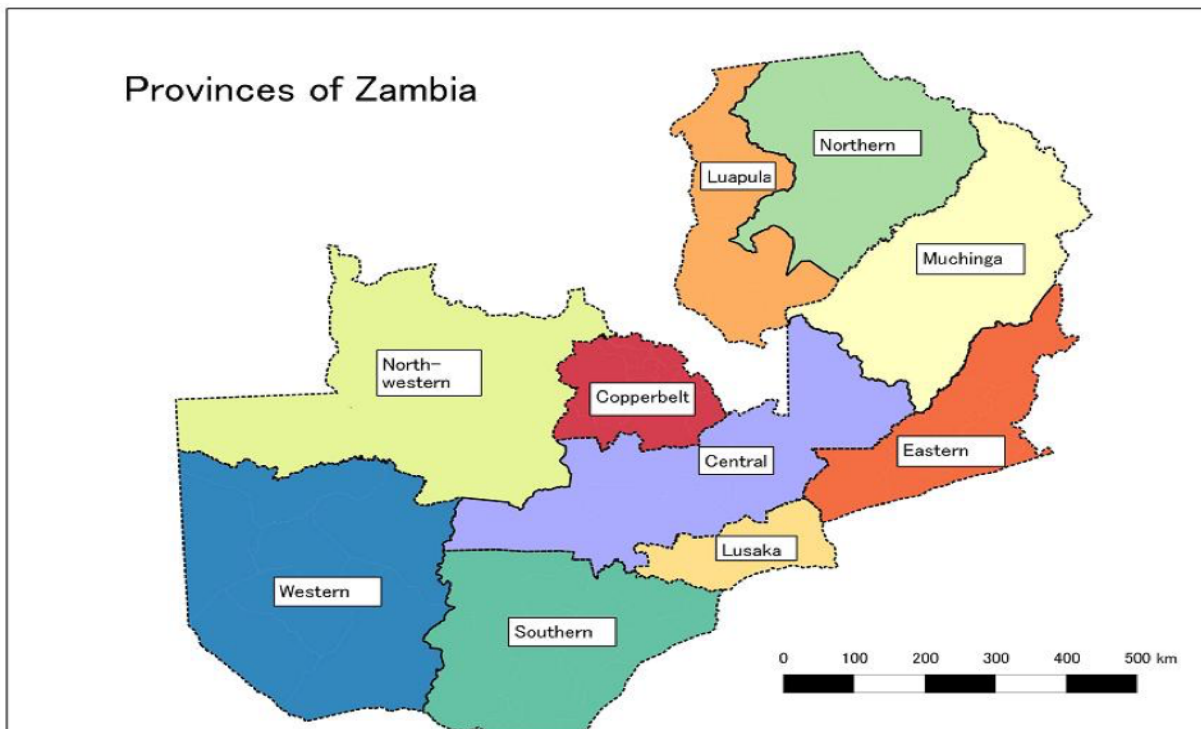 Provinces of Zambia
Northern
Luapula
Muchinga
North-
western
Copperbelt
Central
Eastern
Lusaka
Western
Southern
0 100 200 300 400 500 km